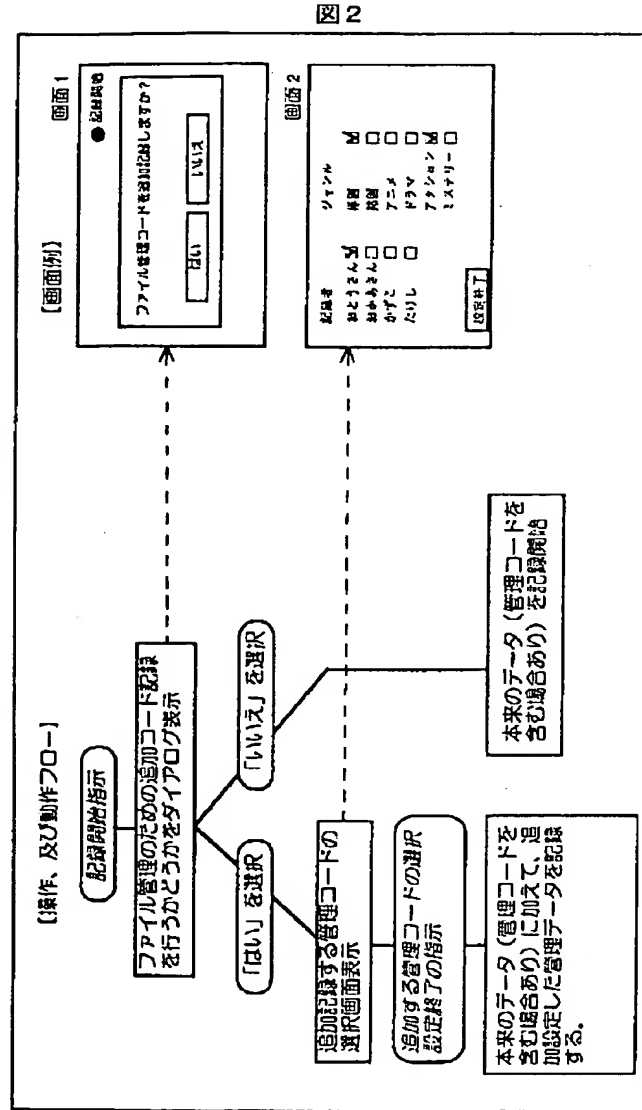 図2
【操作、及び動作フロー】
記録開始指示
ファイル管理のための追加コード記録
を行うかどうかをダイアログ表示
「はい」を選択
「いいえ」を選択
追加記録する管理コードの
選択画面表示
追加する管理コードの選択
設定終了の指示
本来のデータ（管理コードを
含む場合あり）に加えて、追
加設定した管理データを記録
する。
本来のデータ（管理コードを
含む場合あり）を記録開始
【画面例】
画面1
●記録開始
ファイル管理コードを追加記録しますか？
はい
いいえ
画面2
記録者
おとうさん
おかあさん
かずこ
たけし
ジャンル
洋画
邦画
アニメ
ドラマ
アクション
ミステリー
設定終了